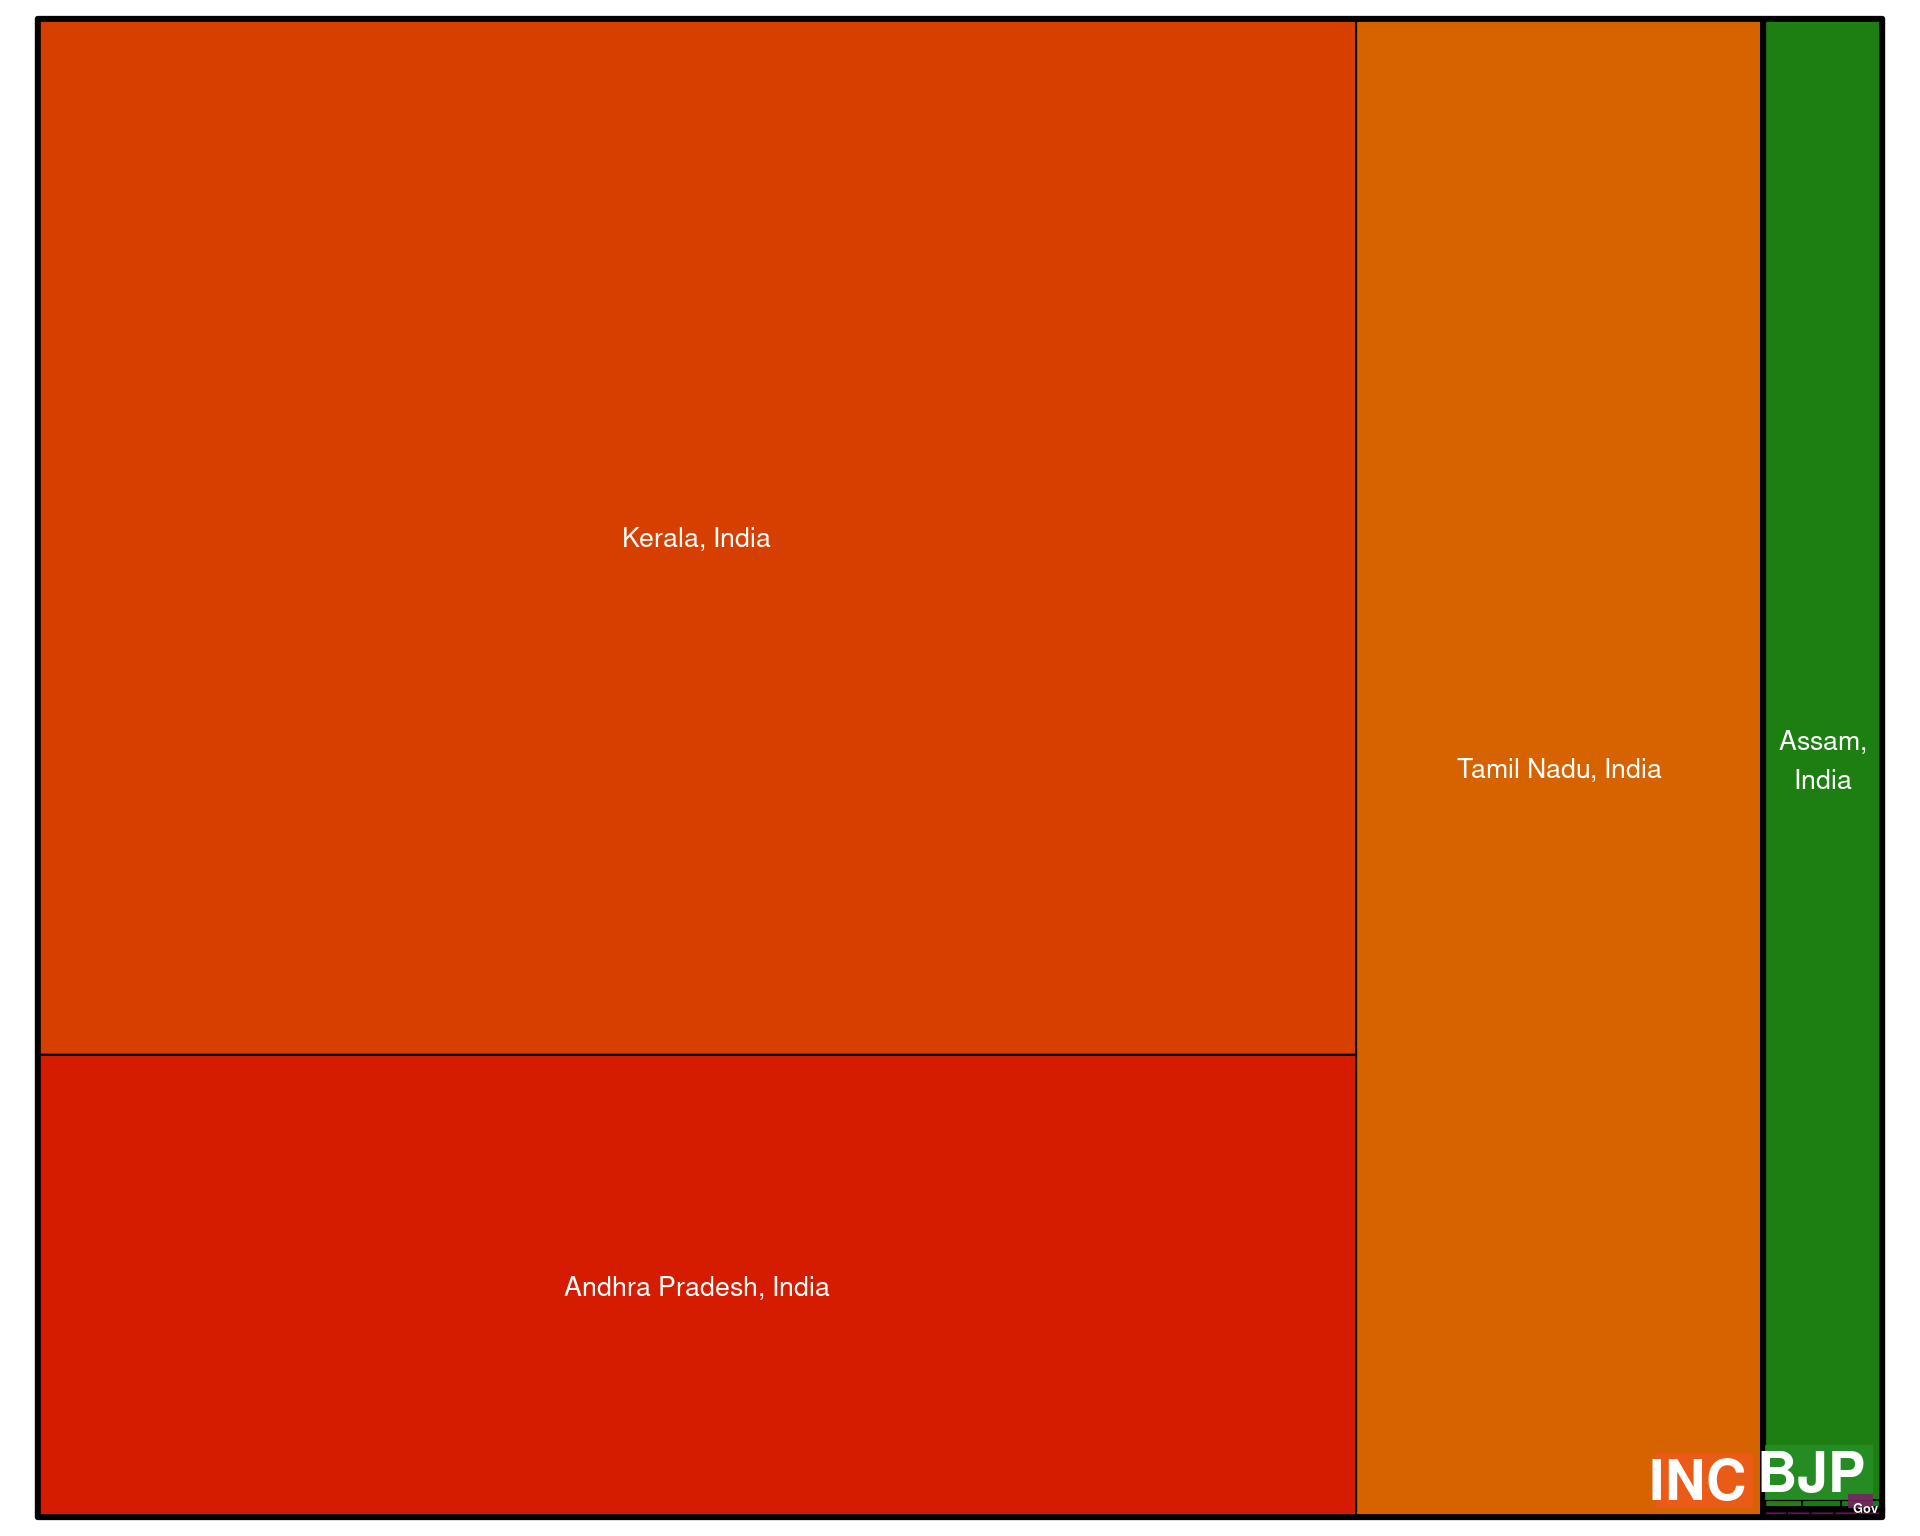 Kerala, India
Tamil Nadu, India
Assam,
India
Andhra Pradesh, India
INC
BJP
Gov